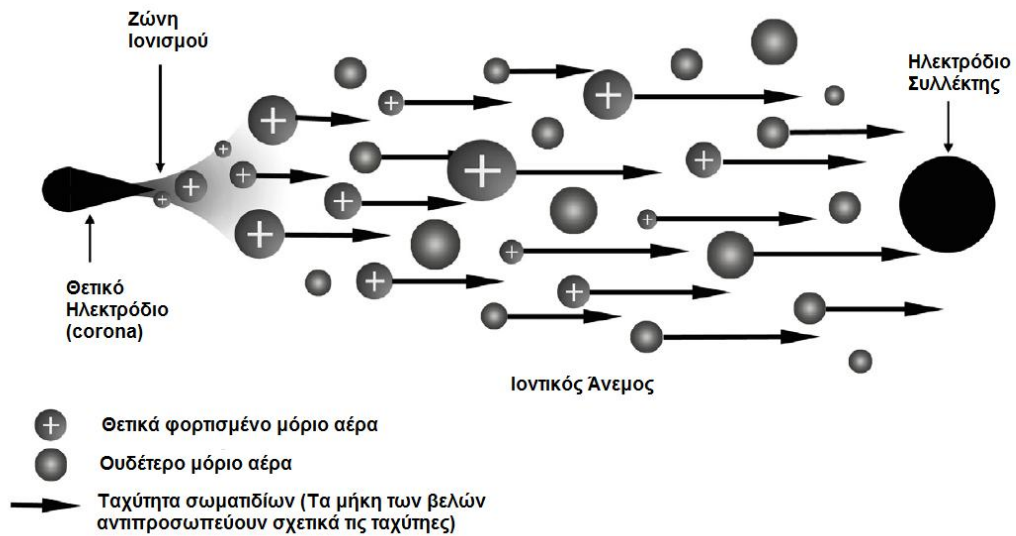 Ζώνη
Ιονισμού
Ηλεκτρόδιο
Συλλέκτης
Θετικό
Ηλεκτρόδιο
(corona)
Ιοντικός Άνεμος
Θετικά φορτισμένο μόριο αέρα
Ουδέτερο μόριο αέρα
Ταχύτητα σωματιδίων (Τα μήκη των βελών
αντιπροσωπεύουν σχετικά τις ταχύτηες)